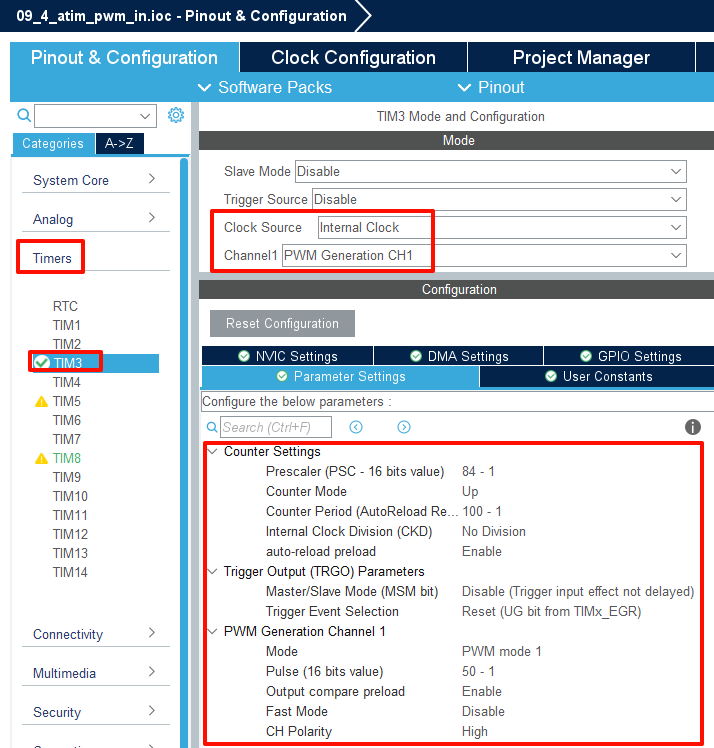 09_4_atim_pwm_in.ioc - Pinout & Configuration
Pinout & Configuration Clock Configuration Project Manager
Software Packs Pinout
TIM3 Mode and Configuration
Categories A->Z
Mode
System Core
Analog
Timers
RTC
TIM1
TIM2
TIM3
TIM4
TIM5
TIM6
TIM7
TIM8
TIM9
TIM10
TIM11
TIM12
TIM13
TIM14
Connectivity
Multimedia
Security
Slave Mode Disable
Trigger Source Disable
Clock Source Internal Clock
Channel1 PWM Generation CH1
Configuration
Reset Configuration
NVIC Settings DMA Settings GPIO Settings
Parameter Settings User Constants
Configure the below parameters :
Search (Ctrl+F)
Counter Settings
Prescaler (PSC - 16 bits value) 84 - 1
Counter Mode Up
Counter Period (AutoReload Re... 100 - 1
Internal Clock Division (CKD) No Division
auto-reload preload Enable
Trigger Output (TRGO) Parameters
Master/Slave Mode (MSM bit) Disable (Trigger input effect not delayed)
Trigger Event Selection Reset (UG bit from TIMx_EGR)
PWM Generation Channel 1
Mode PWM mode 1
Pulse (16 bits value) 50 - 1
Output compare preload Enable
Fast Mode Disable
CH Polarity High